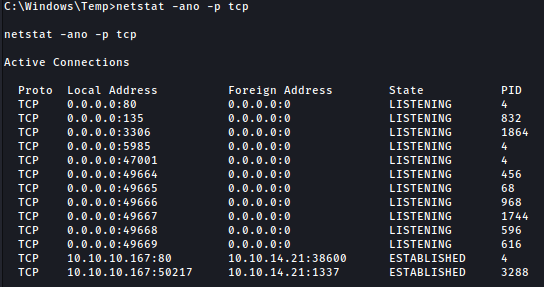 C:\Windows\Temp>netstat -ano -p tcp
netstat -ano -p tcp
Active Connections
Proto Local Address Foreign Address State PID
TCP 0.0.0.0:80 0.0.0.0:0 LISTENING 4
TCP 0.0.0.0:135 0.0.0.0:0 LISTENING 832
TCP 0.0.0.0:3306 0.0.0.0:0 LISTENING 1864
TCP 0.0.0.0:5985 0.0.0.0:0 LISTENING 4
TCP 0.0.0.0:47001 0.0.0.0:0 LISTENING 4
TCP 0.0.0.0:49664 0.0.0.0:0 LISTENING 456
TCP 0.0.0.0:49665 0.0.0.0:0 LISTENING 68
TCP 0.0.0.0:49666 0.0.0.0:0 LISTENING 968
TCP 0.0.0.0:49667 0.0.0.0:0 LISTENING 1744
TCP 0.0.0.0:49668 0.0.0.0:0 LISTENING 596
TCP 0.0.0.0:49669 0.0.0.0:0 LISTENING 616
TCP 10.10.10.167:80 10.10.14.21:38600 ESTABLISHED 4
TCP 10.10.10.167:50217 10.10.14.21:1337 ESTABLISHED 3288